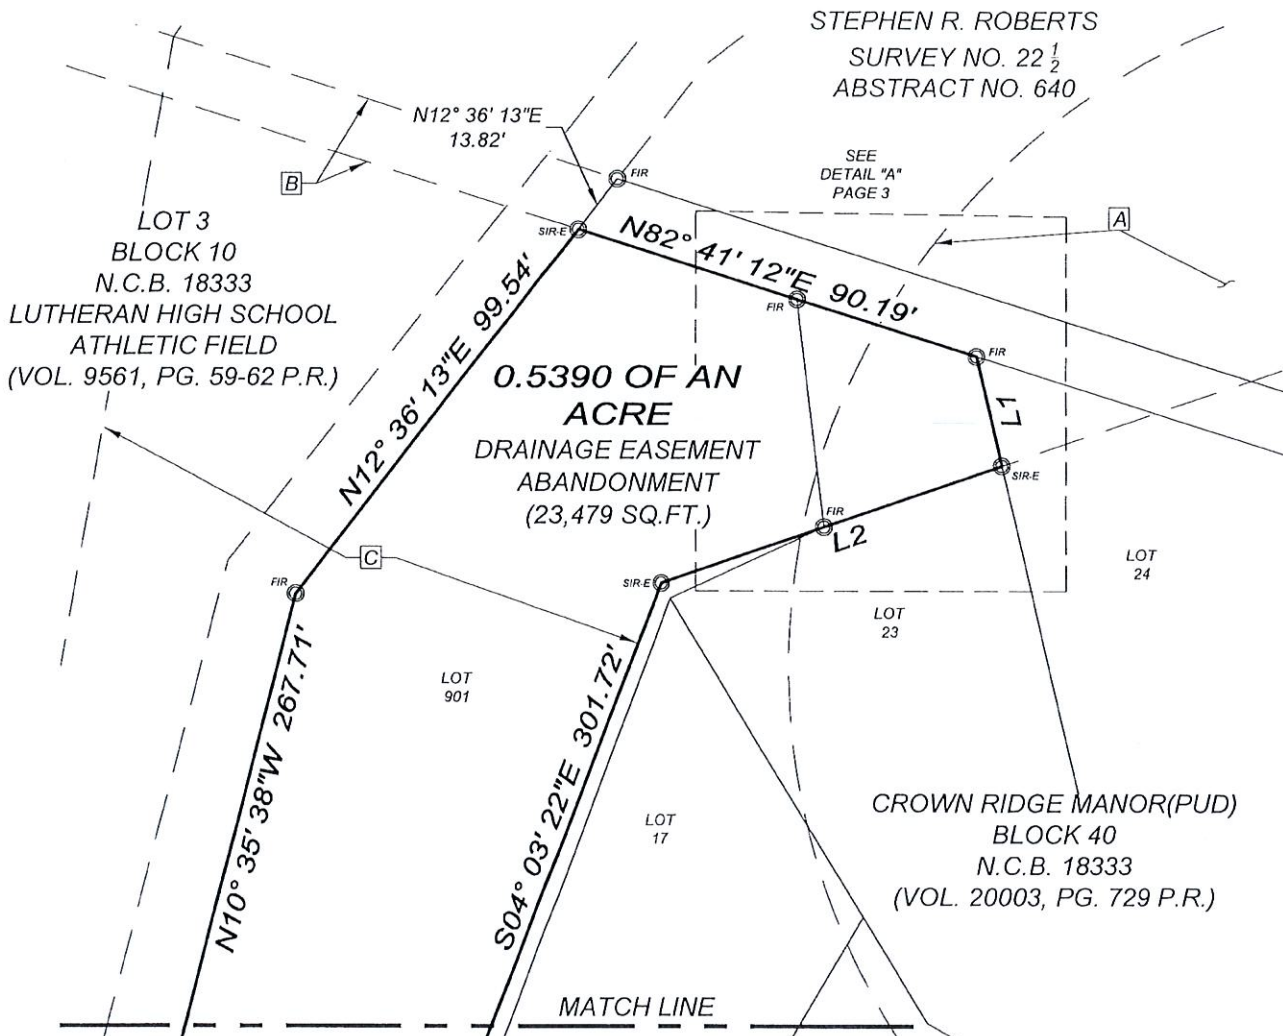 STEPHEN R. ROBERTS
SURVEY NO. 22 1/2
ABSTRACT NO. 640
N12° 36' 13"E
13.82'
SEE
DETAIL "A"
PAGE 3
FIR
B
A
LOT 3
BLOCK 10
N.C.B. 18333
LUTHERAN HIGH SCHOOL
ATHLETIC FIELD
(VOL. 9561, PG. 59-62 P.R.)
SIR-E
N82° 41' 12"E 90.19'
FIR
FIR
N12° 36' 13"E 99.54'
0.5390 OF AN
ACRE
DRAINAGE EASEMENT
ABANDONMENT
(23,479 SQ.FT.)
L1
SIR-E
FIR
L2
C
FIR
SIR-E
LOT
24
LOT
23
LOT
901
N10° 35' 38"W 267.71'
S04° 03' 22"E 301.72'
LOT
17
CROWN RIDGE MANOR(PUD)
BLOCK 40
N.C.B. 18333
(VOL. 20003, PG. 729 P.R.)
MATCH LINE